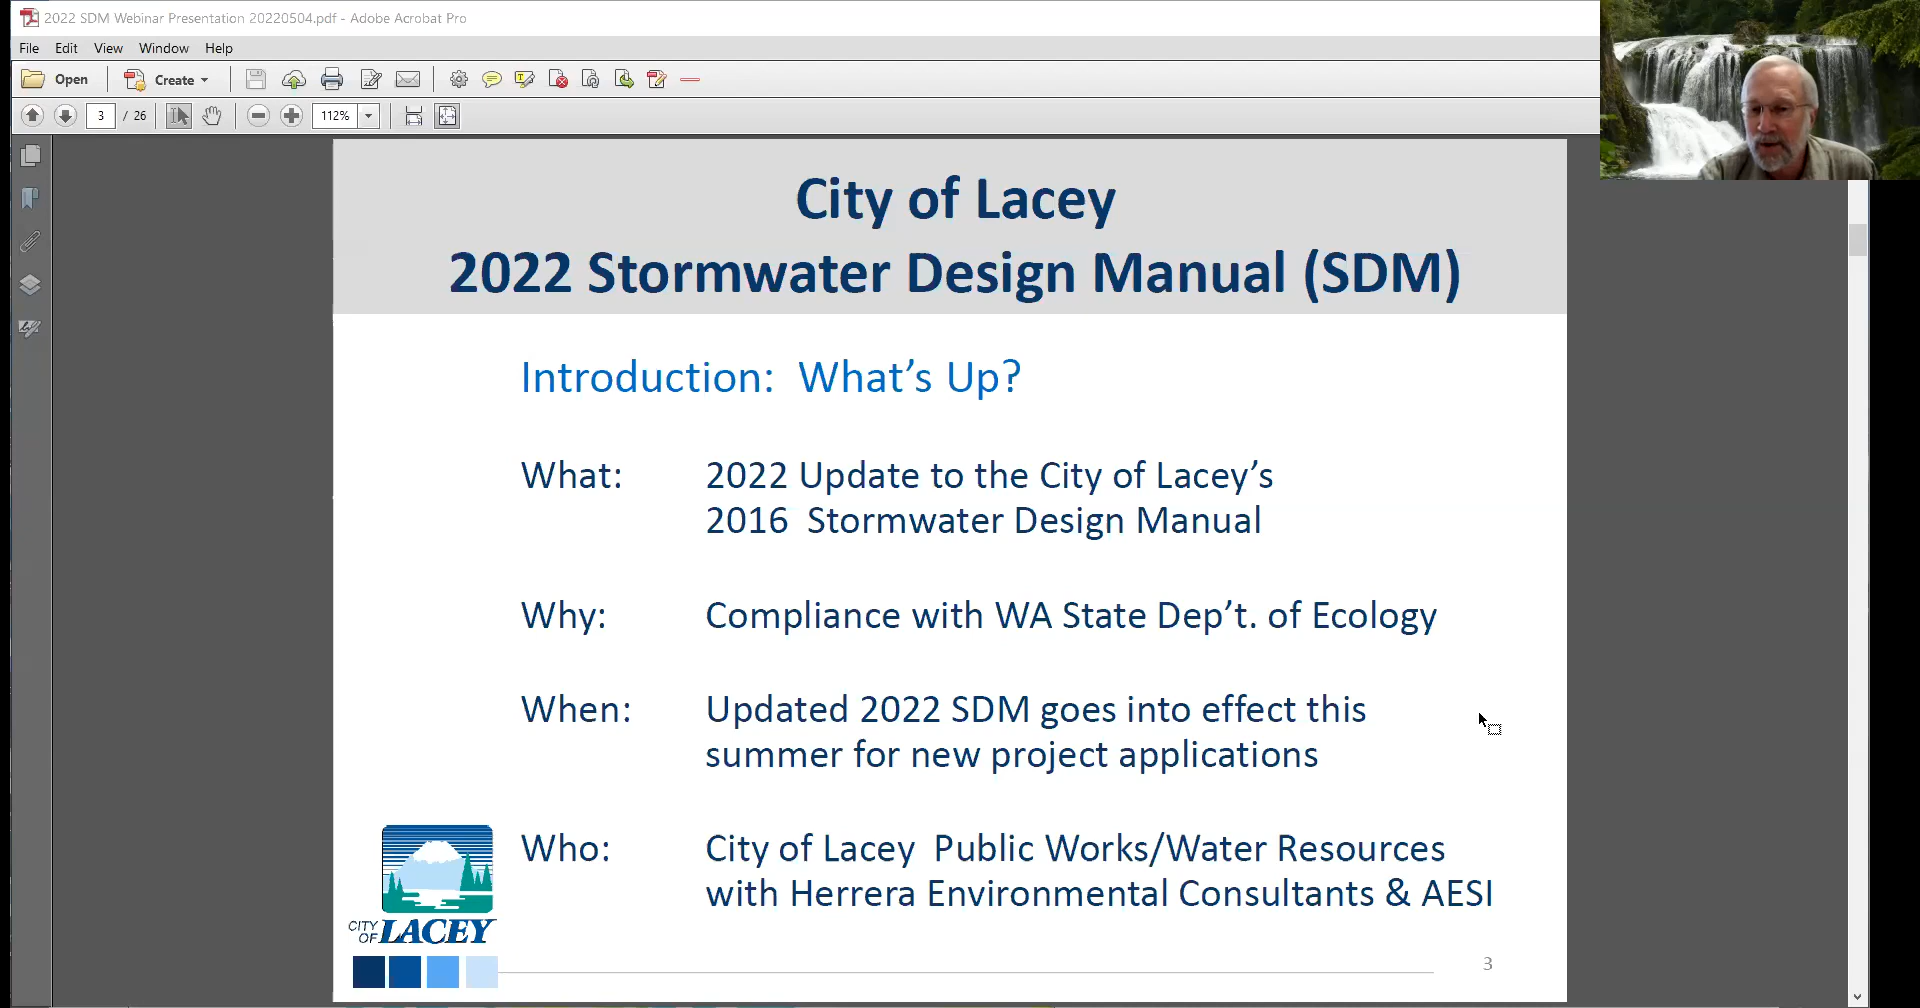 2022 SDM Webinar Presentation 20220504.pdf - Adobe Acrobat Pro
File Edit View Window Help
Open Create
3 / 26 112%
City of Lacey
2022 Stormwater Design Manual (SDM)
Introduction: What’s Up?
What: 2022 Update to the City of Lacey’s
2016 Stormwater Design Manual
Why: Compliance with WA State Dep’t. of Ecology
When: Updated 2022 SDM goes into effect this
summer for new project applications
Who: City of Lacey Public Works/Water Resources
with Herrera Environmental Consultants & AESI
CITY
OF LACEY
3